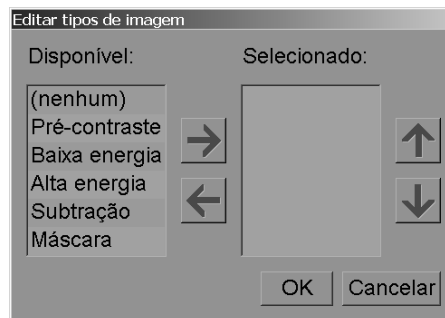 Editar tipos de imagem
Disponível: Selecionado:
(nenhum)
Pré-contraste
Baixa energia
Alta energia
Subtração
Máscara
OK Cancelar